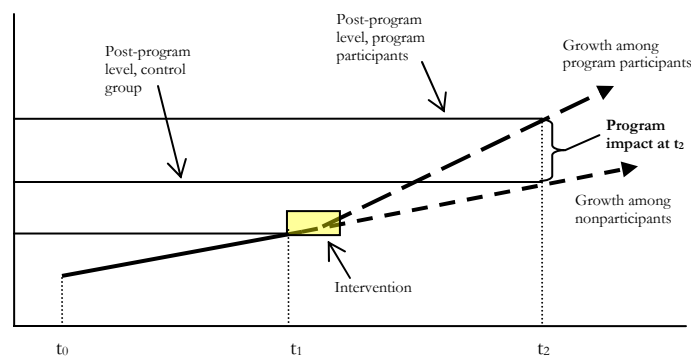 Post-program
level, program
participants
Post-program
level, control
group
Growth among
program participants
Program
impact at t2
Growth among
nonparticipants
Intervention
t0
t1
t2